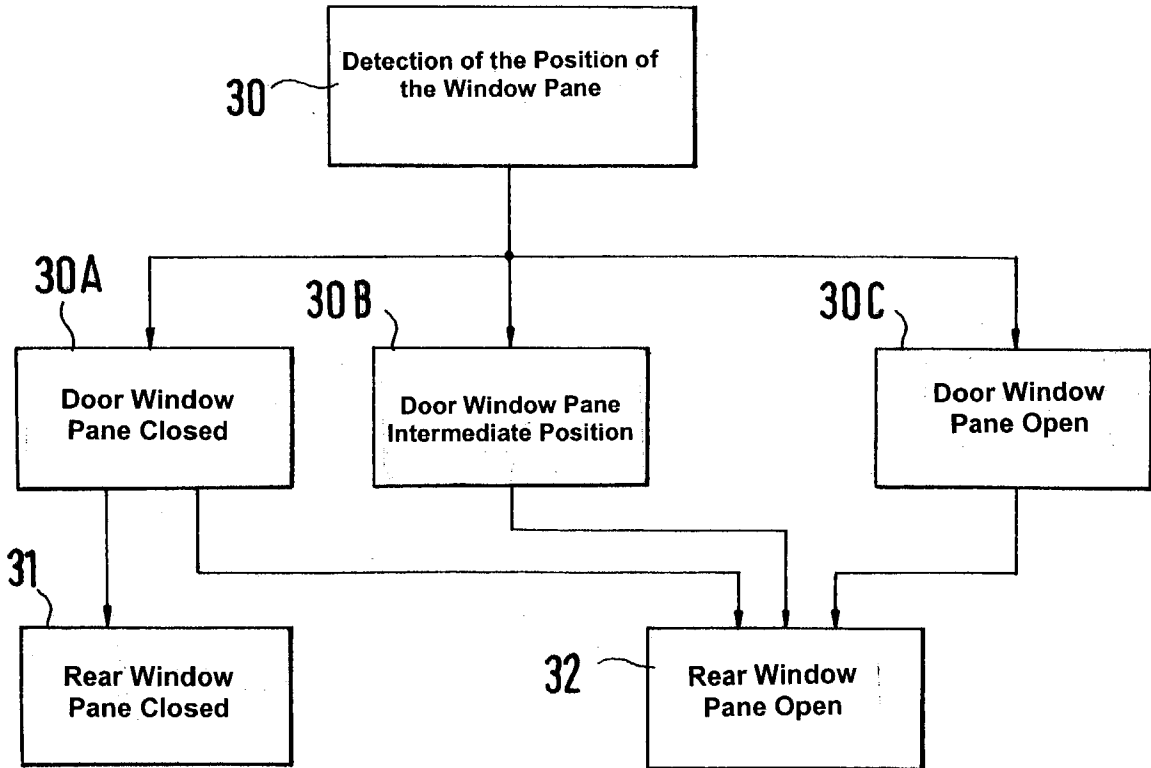 Detection of the Position of
the Window Pane
30
30A
30B
30C
Door Window
Pane Closed
Door Window Pane
Intermediate Position
Door Window
Pane Open
31
Rear Window
Pane Closed
32
Rear Window
Pane Open